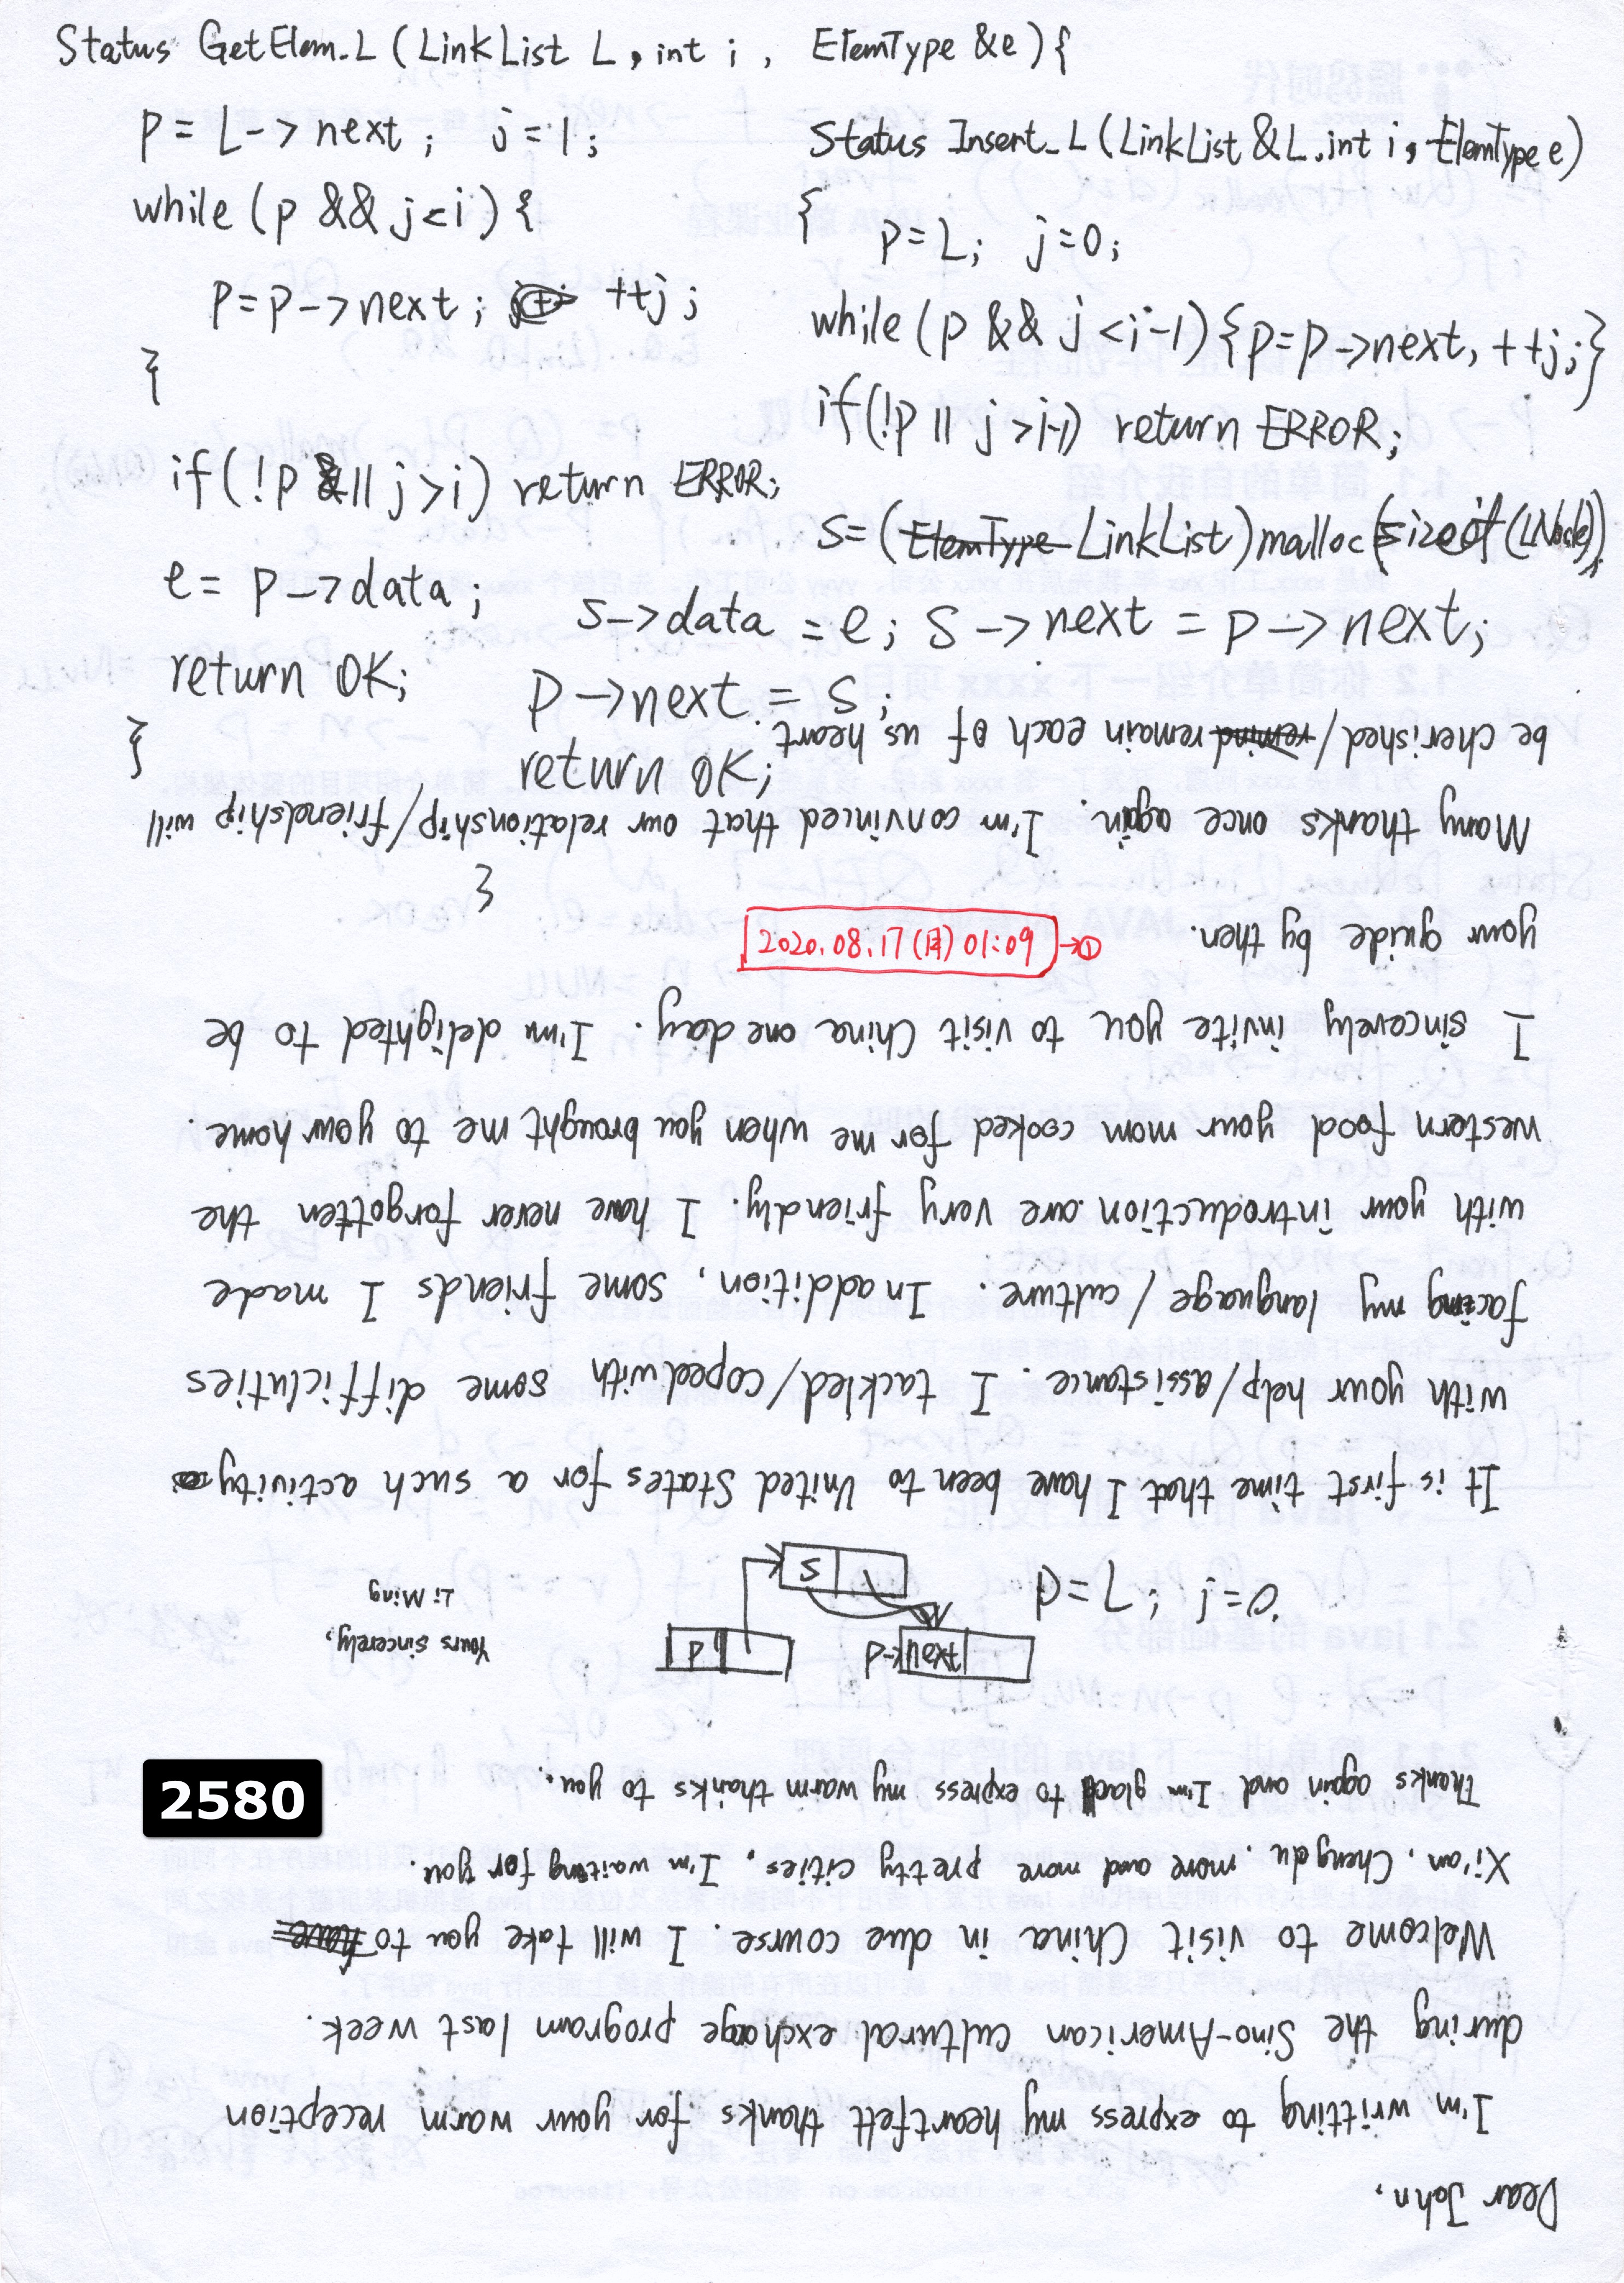 Status GetElem_L (LinkList L, int i, ElemType &e) {
p = L -> next ; j = 1 ;
while (p && j < i) {
p = p -> next ; ++j ;
}
if (!p || j > i) return ERROR;
e = p -> data ;
return OK;
}
Status Insert_L (LinkList &L, int i, ElemType e)
{
p = L; j = 0;
while (p && j < i-1) {p = p -> next, ++j;}
if (!p || j > i-1) return ERROR;
s = (ElemType LinkList) malloc (sizeof (LNode));
s -> data = e; s -> next = p -> next;
p -> next = s ;
return OK;
}
2020.08.17 (月) 01:09 → ①
p = L ; j = 0;
s
p
p->next
2580
Dear John,
I'm writting to express my heartfelt thanks for your warm reception
during the Sino-American cultural exchage program last week.
Welcome to visit China in due course. I will take you to have
Xi'an, Chengdu, more and more pretty cities, I'm waiting for you.
Thanks again and I'm glad to express my warm thanks to you.
Yours sincerely,
Li Ming
It is first time that I have been to United States for a such activity
with your help/assistance. I tackled/coped with some difficluties
facing my language / culture. In addition, some friends I made
with your introduction are very friendly. I have never forgotten the
western food your mom cooked for me when you brought me to your home.
I sincerely invite you to visit China one day. I'm delighted to be
your guide by then.
Many thanks once again. I'm convinced that our relationship/friendship will
be cherished/remind remain each of us heart